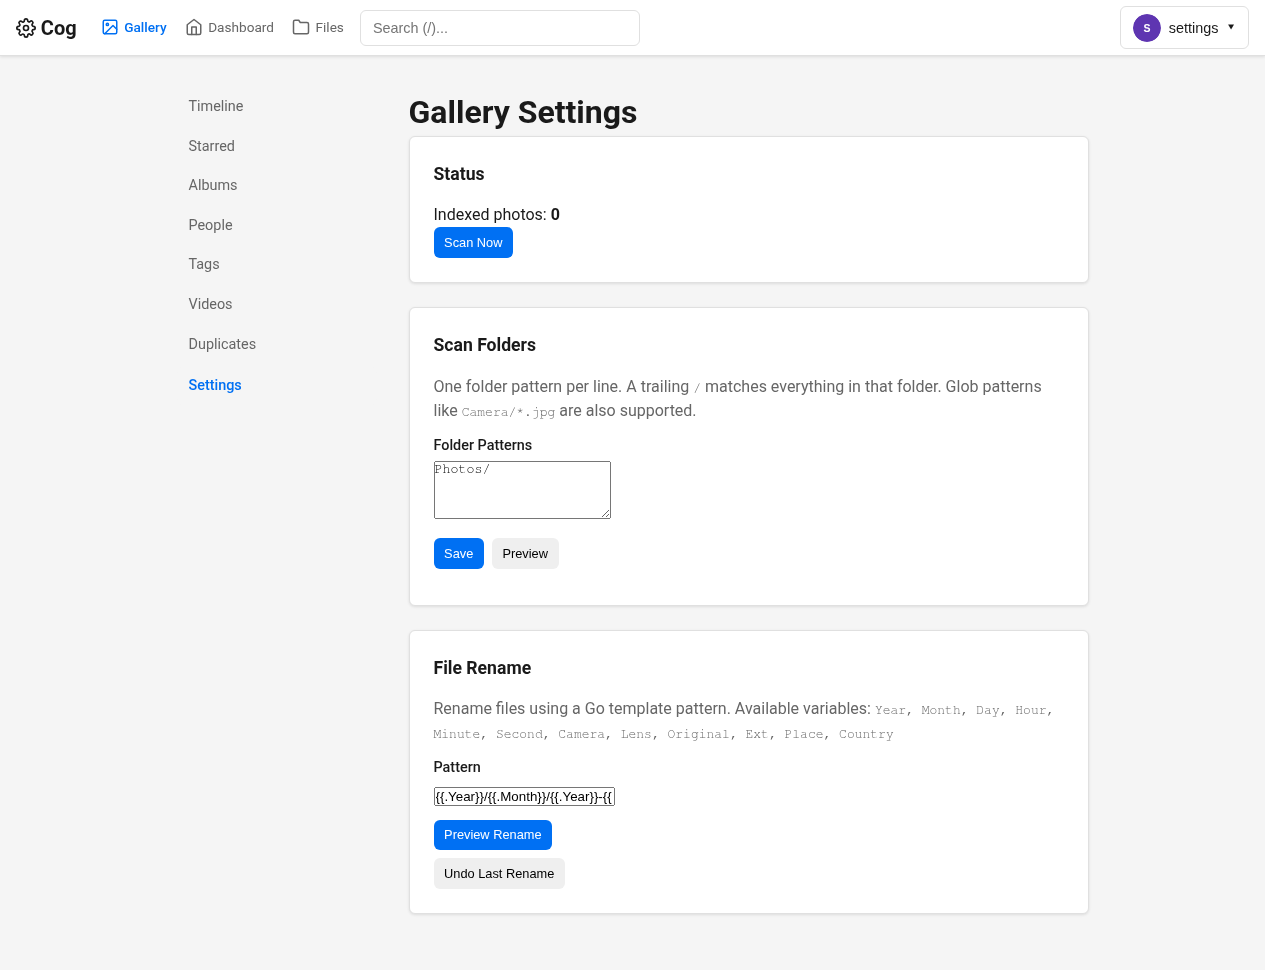 Cog
Gallery
Dashboard
Files
Search (/)...
S
settings
Timeline
Starred
Albums
People
Tags
Videos
Duplicates
Settings
Gallery Settings
Status
Indexed photos: 0
Scan Now
Scan Folders
One folder pattern per line. A trailing / matches everything in that folder. Glob patterns
like Camera/*.jpg are also supported.
Folder Patterns
Photos/
Save
Preview
File Rename
Rename files using a Go template pattern. Available variables: Year, Month, Day, Hour,
Minute, Second, Camera, Lens, Original, Ext, Place, Country
Pattern
{{.Year}}/{{.Month}}/{{.Year}}-{{
Preview Rename
Undo Last Rename